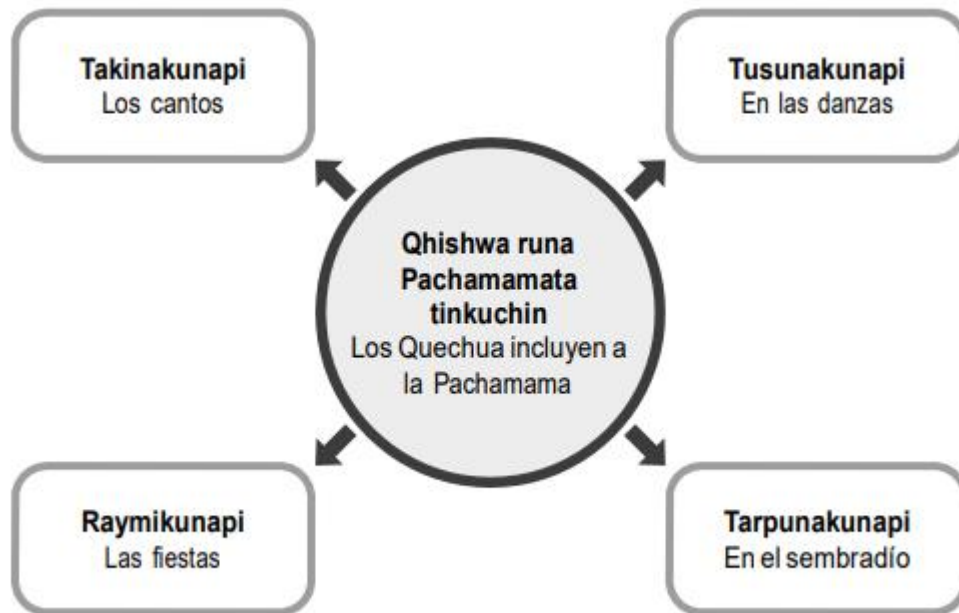 Takinakunapi
Los cantos
Tusunakunapi
En las danzas
Qhishwa runa
Pachamamata
tinkuchin
Los Quechua incluyen a
la Pachamama
Raymikunapi
Las fiestas
Tarpunakunapi
En el sembradío